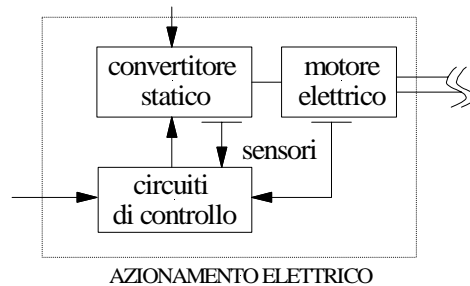 convertitore
statico
motore
elettrico
sensori
circuiti
di controllo
AZIONAMENTO ELETTRICO